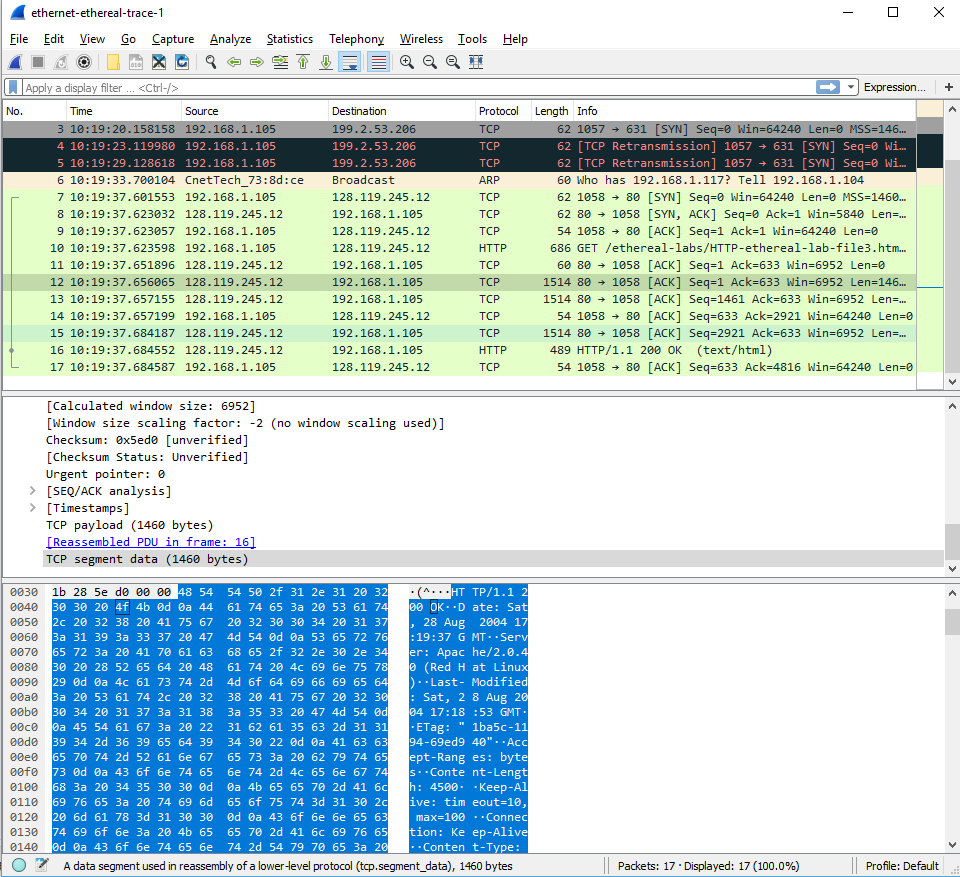 ethernet-ethereal-trace-1
File Edit View Go Capture Analyze Statistics Telephony Wireless Tools Help
Apply a display filter ... <Ctrl-/> Expression... +
No. Time Source Destination Protocol Length Info
3 10:19:20.158158 192.168.1.105 199.2.53.206 TCP 62 1057 → 631 [SYN] Seq=0 Win=64240 Len=0 MSS=146…
4 10:19:23.119980 192.168.1.105 199.2.53.206 TCP 62 [TCP Retransmission] 1057 → 631 [SYN] Seq=0 Wi…
5 10:19:29.128618 192.168.1.105 199.2.53.206 TCP 62 [TCP Retransmission] 1057 → 631 [SYN] Seq=0 Wi…
6 10:19:33.700104 CnetTech_73:8d:ce Broadcast ARP 60 Who has 192.168.1.117? Tell 192.168.1.104
7 10:19:37.601553 192.168.1.105 128.119.245.12 TCP 62 1058 → 80 [SYN] Seq=0 Win=64240 Len=0 MSS=1460…
8 10:19:37.623032 128.119.245.12 192.168.1.105 TCP 62 80 → 1058 [SYN, ACK] Seq=0 Ack=1 Win=5840 Len=…
9 10:19:37.623057 192.168.1.105 128.119.245.12 TCP 54 1058 → 80 [ACK] Seq=1 Ack=1 Win=64240 Len=0
10 10:19:37.623598 192.168.1.105 128.119.245.12 HTTP 686 GET /ethereal-labs/HTTP-ethereal-lab-file3.htm…
11 10:19:37.651896 128.119.245.12 192.168.1.105 TCP 60 80 → 1058 [ACK] Seq=1 Ack=633 Win=6952 Len=0
12 10:19:37.656065 128.119.245.12 192.168.1.105 TCP 1514 80 → 1058 [ACK] Seq=1 Ack=633 Win=6952 Len=146…
13 10:19:37.657155 128.119.245.12 192.168.1.105 TCP 1514 80 → 1058 [ACK] Seq=1461 Ack=633 Win=6952 Len=…
14 10:19:37.657199 192.168.1.105 128.119.245.12 TCP 54 1058 → 80 [ACK] Seq=633 Ack=2921 Win=64240 Len=0
15 10:19:37.684187 128.119.245.12 192.168.1.105 TCP 1514 80 → 1058 [ACK] Seq=2921 Ack=633 Win=6952 Len=…
16 10:19:37.684552 128.119.245.12 192.168.1.105 HTTP 489 HTTP/1.1 200 OK (text/html)
17 10:19:37.684587 192.168.1.105 128.119.245.12 TCP 54 1058 → 80 [ACK] Seq=633 Ack=4816 Win=64240 Len=0
[Calculated window size: 6952]
[Window size scaling factor: -2 (no window scaling used)]
Checksum: 0x5ed0 [unverified]
[Checksum Status: Unverified]
Urgent pointer: 0
[SEQ/ACK analysis]
[Timestamps]
TCP payload (1460 bytes)
[Reassembled PDU in frame: 16]
TCP segment data (1460 bytes)
0030 1b 28 5e d0 00 00 48 54 54 50 2f 31 2e 31 20 32 ·(^···HT TP/1.1 2
0040 30 30 20 4f 4b 0d 0a 44 61 74 65 3a 20 53 61 74 00 OK··D ate: Sat
0050 2c 20 32 38 20 41 75 67 20 32 30 30 34 20 31 37 , 28 Aug 2004 17
0060 3a 31 39 3a 33 37 20 47 4d 54 0d 0a 53 65 72 76 :19:37 G MT··Serv
0070 65 72 3a 20 41 70 61 63 68 65 2f 32 2e 30 2e 34 er: Apac he/2.0.4
0080 30 20 28 52 65 64 20 48 61 74 20 4c 69 6e 75 78 0 (Red H at Linux
0090 29 0d 0a 4c 61 73 74 2d 4d 6f 64 69 66 69 65 64 )··Last- Modified
00a0 3a 20 53 61 74 2c 20 32 38 20 41 75 67 20 32 30 : Sat, 2 8 Aug 20
00b0 30 34 20 31 37 3a 31 38 3a 35 33 20 47 4d 54 0d 04 17:18 :53 GMT·
00c0 0a 45 54 61 67 3a 20 22 31 62 61 35 63 2d 31 31 ·ETag: " 1ba5c-11
00d0 39 34 2d 36 39 65 64 39 34 30 22 0d 0a 41 63 63 94-69ed9 40"··Acc
00e0 65 70 74 2d 52 61 6e 67 65 73 3a 20 62 79 74 65 ept-Rang es: byte
00f0 73 0d 0a 43 6f 6e 74 65 6e 74 2d 4c 65 6e 67 74 s··Conte nt-Lengt
0100 68 3a 20 34 35 30 30 0d 0a 4b 65 65 70 2d 41 6c h: 4500· ·Keep-Al
0110 69 76 65 3a 20 74 69 6d 65 6f 75 74 3d 31 30 2c ive: tim eout=10,
0120 20 6d 61 78 3d 31 30 30 0d 0a 43 6f 6e 6e 65 63 max=100 ··Connec
0130 74 69 6f 6e 3a 20 4b 65 65 70 2d 41 6c 69 76 65 tion: Ke ep-Alive
0140 0d 0a 43 6f 6e 74 65 6e 74 2d 54 79 70 65 3a 20 ··Conten t-Type:
A data segment used in reassembly of a lower-level protocol (tcp.segment_data), 1460 bytes Packets: 17 · Displayed: 17 (100.0%) Profile: Default